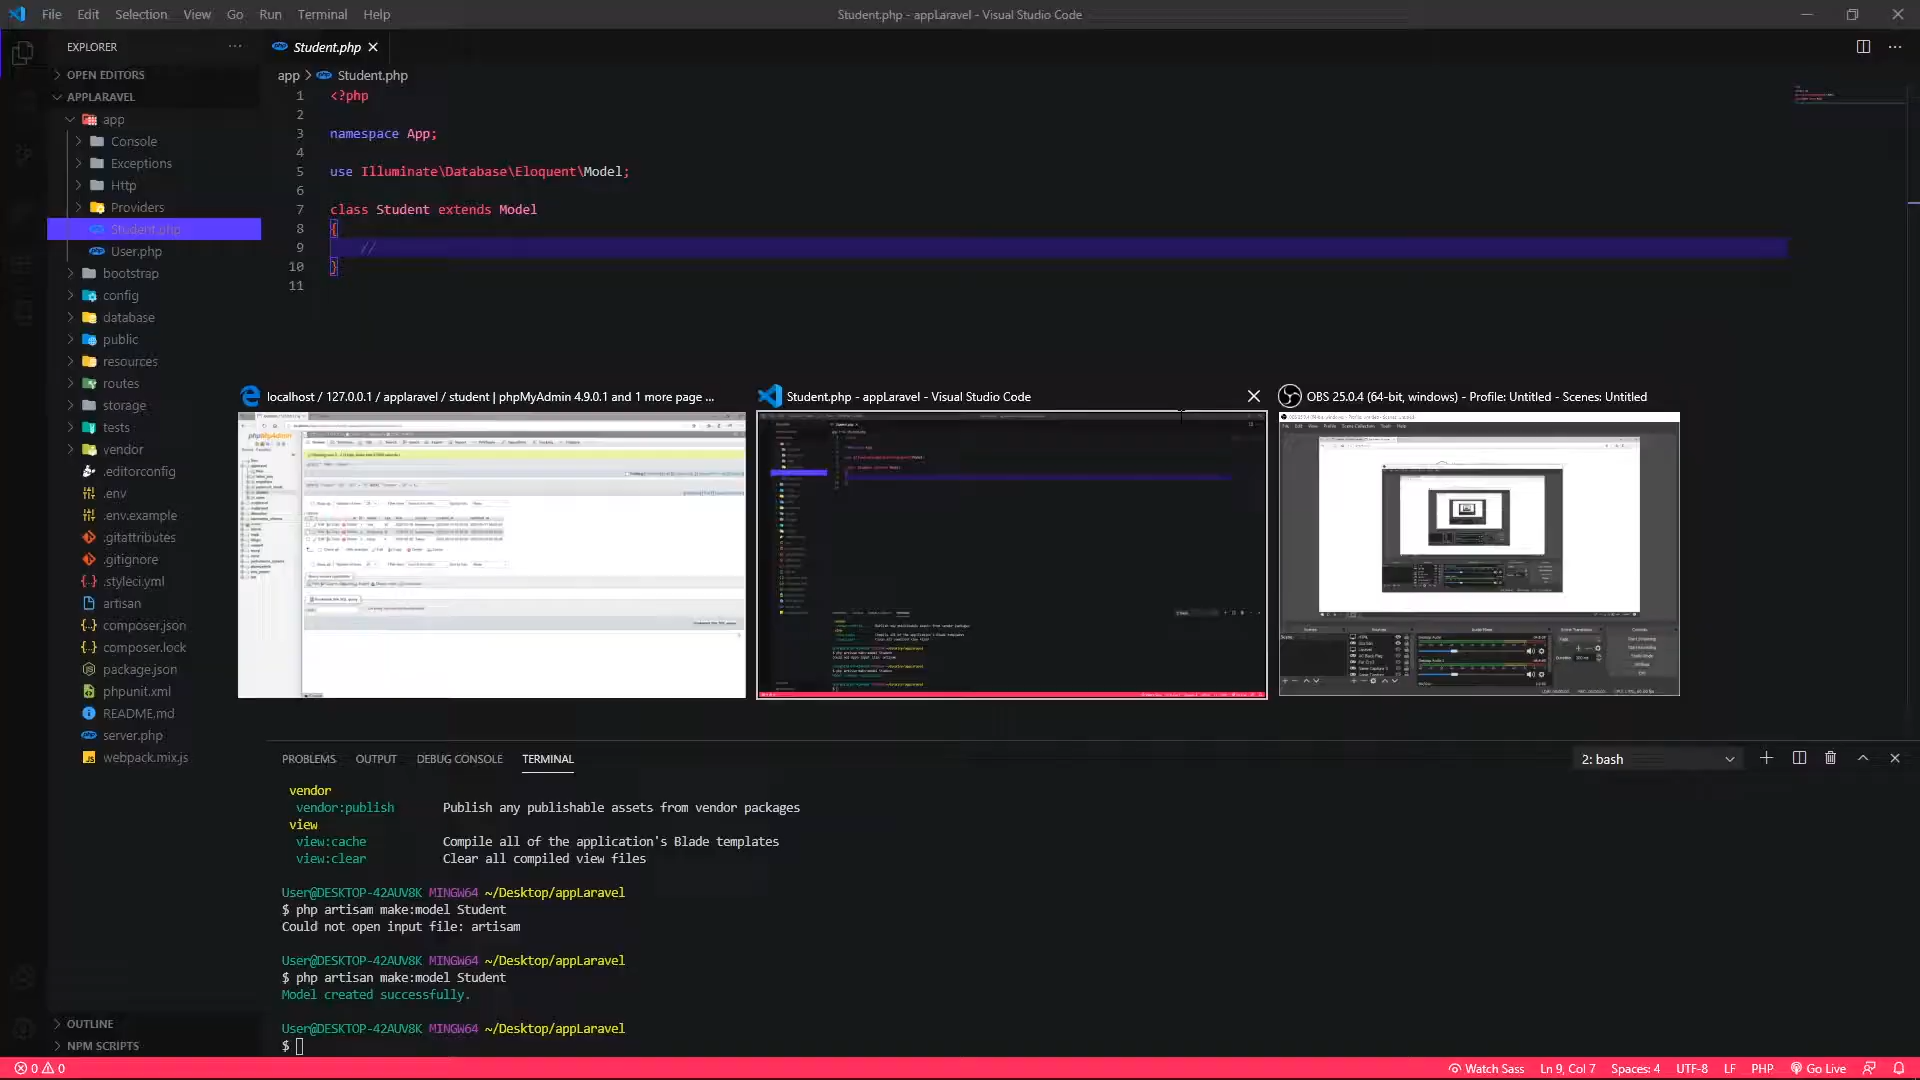 File Edit Selection View Go Run Terminal Help
Student.php - appLaravel - Visual Studio Code
EXPLORER
OPEN EDITORS
APPLARAVEL
app
Console
Exceptions
Http
Providers
Student.php
User.php
bootstrap
config
database
public
resources
routes
storage
tests
vendor
.editorconfig
.env
.env.example
.gitattributes
.gitignore
.styleci.yml
artisan
composer.json
composer.lock
package.json
phpunit.xml
README.md
server.php
webpack.mix.js
OUTLINE
NPM SCRIPTS
Student.php
app > Student.php
1 <?php
2
3 namespace App;
4
5 use Illuminate\Database\Eloquent\Model;
6
7 class Student extends Model
8 {
9 //
10 }
11
localhost / 127.0.0.1 / applaravel / student | phpMyAdmin 4.9.0.1 and 1 more page ...
Student.php - appLaravel - Visual Studio Code
OBS 25.0.4 (64-bit, windows) - Profile: Untitled - Scenes: Untitled
PROBLEMS OUTPUT DEBUG CONSOLE TERMINAL
2: bash
vendor
vendor:publish Publish any publishable assets from vendor packages
view
view:cache Compile all of the application's Blade templates
view:clear Clear all compiled view files
User@DESKTOP-42AUV8K MINGW64 ~/Desktop/appLaravel
$ php artisam make:model Student
Could not open input file: artisam
User@DESKTOP-42AUV8K MINGW64 ~/Desktop/appLaravel
$ php artisan make:model Student
Model created successfully.
User@DESKTOP-42AUV8K MINGW64 ~/Desktop/appLaravel
$
0 0
Watch Sass Ln 9, Col 7 Spaces: 4 UTF-8 LF PHP Go Live